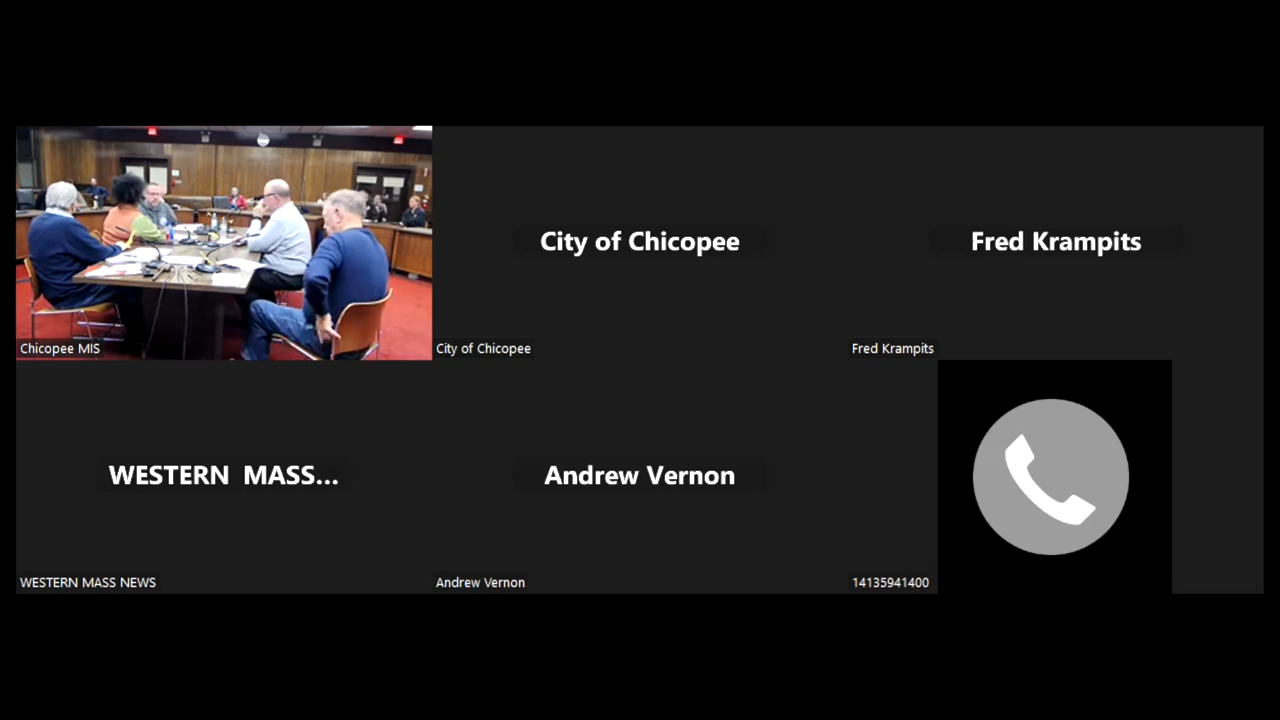 City of Chicopee
Fred Krampits
Chicopee MIS
City of Chicopee
Fred Krampits
WESTERN MASS...
Andrew Vernon
WESTERN MASS NEWS
Andrew Vernon
14135941400